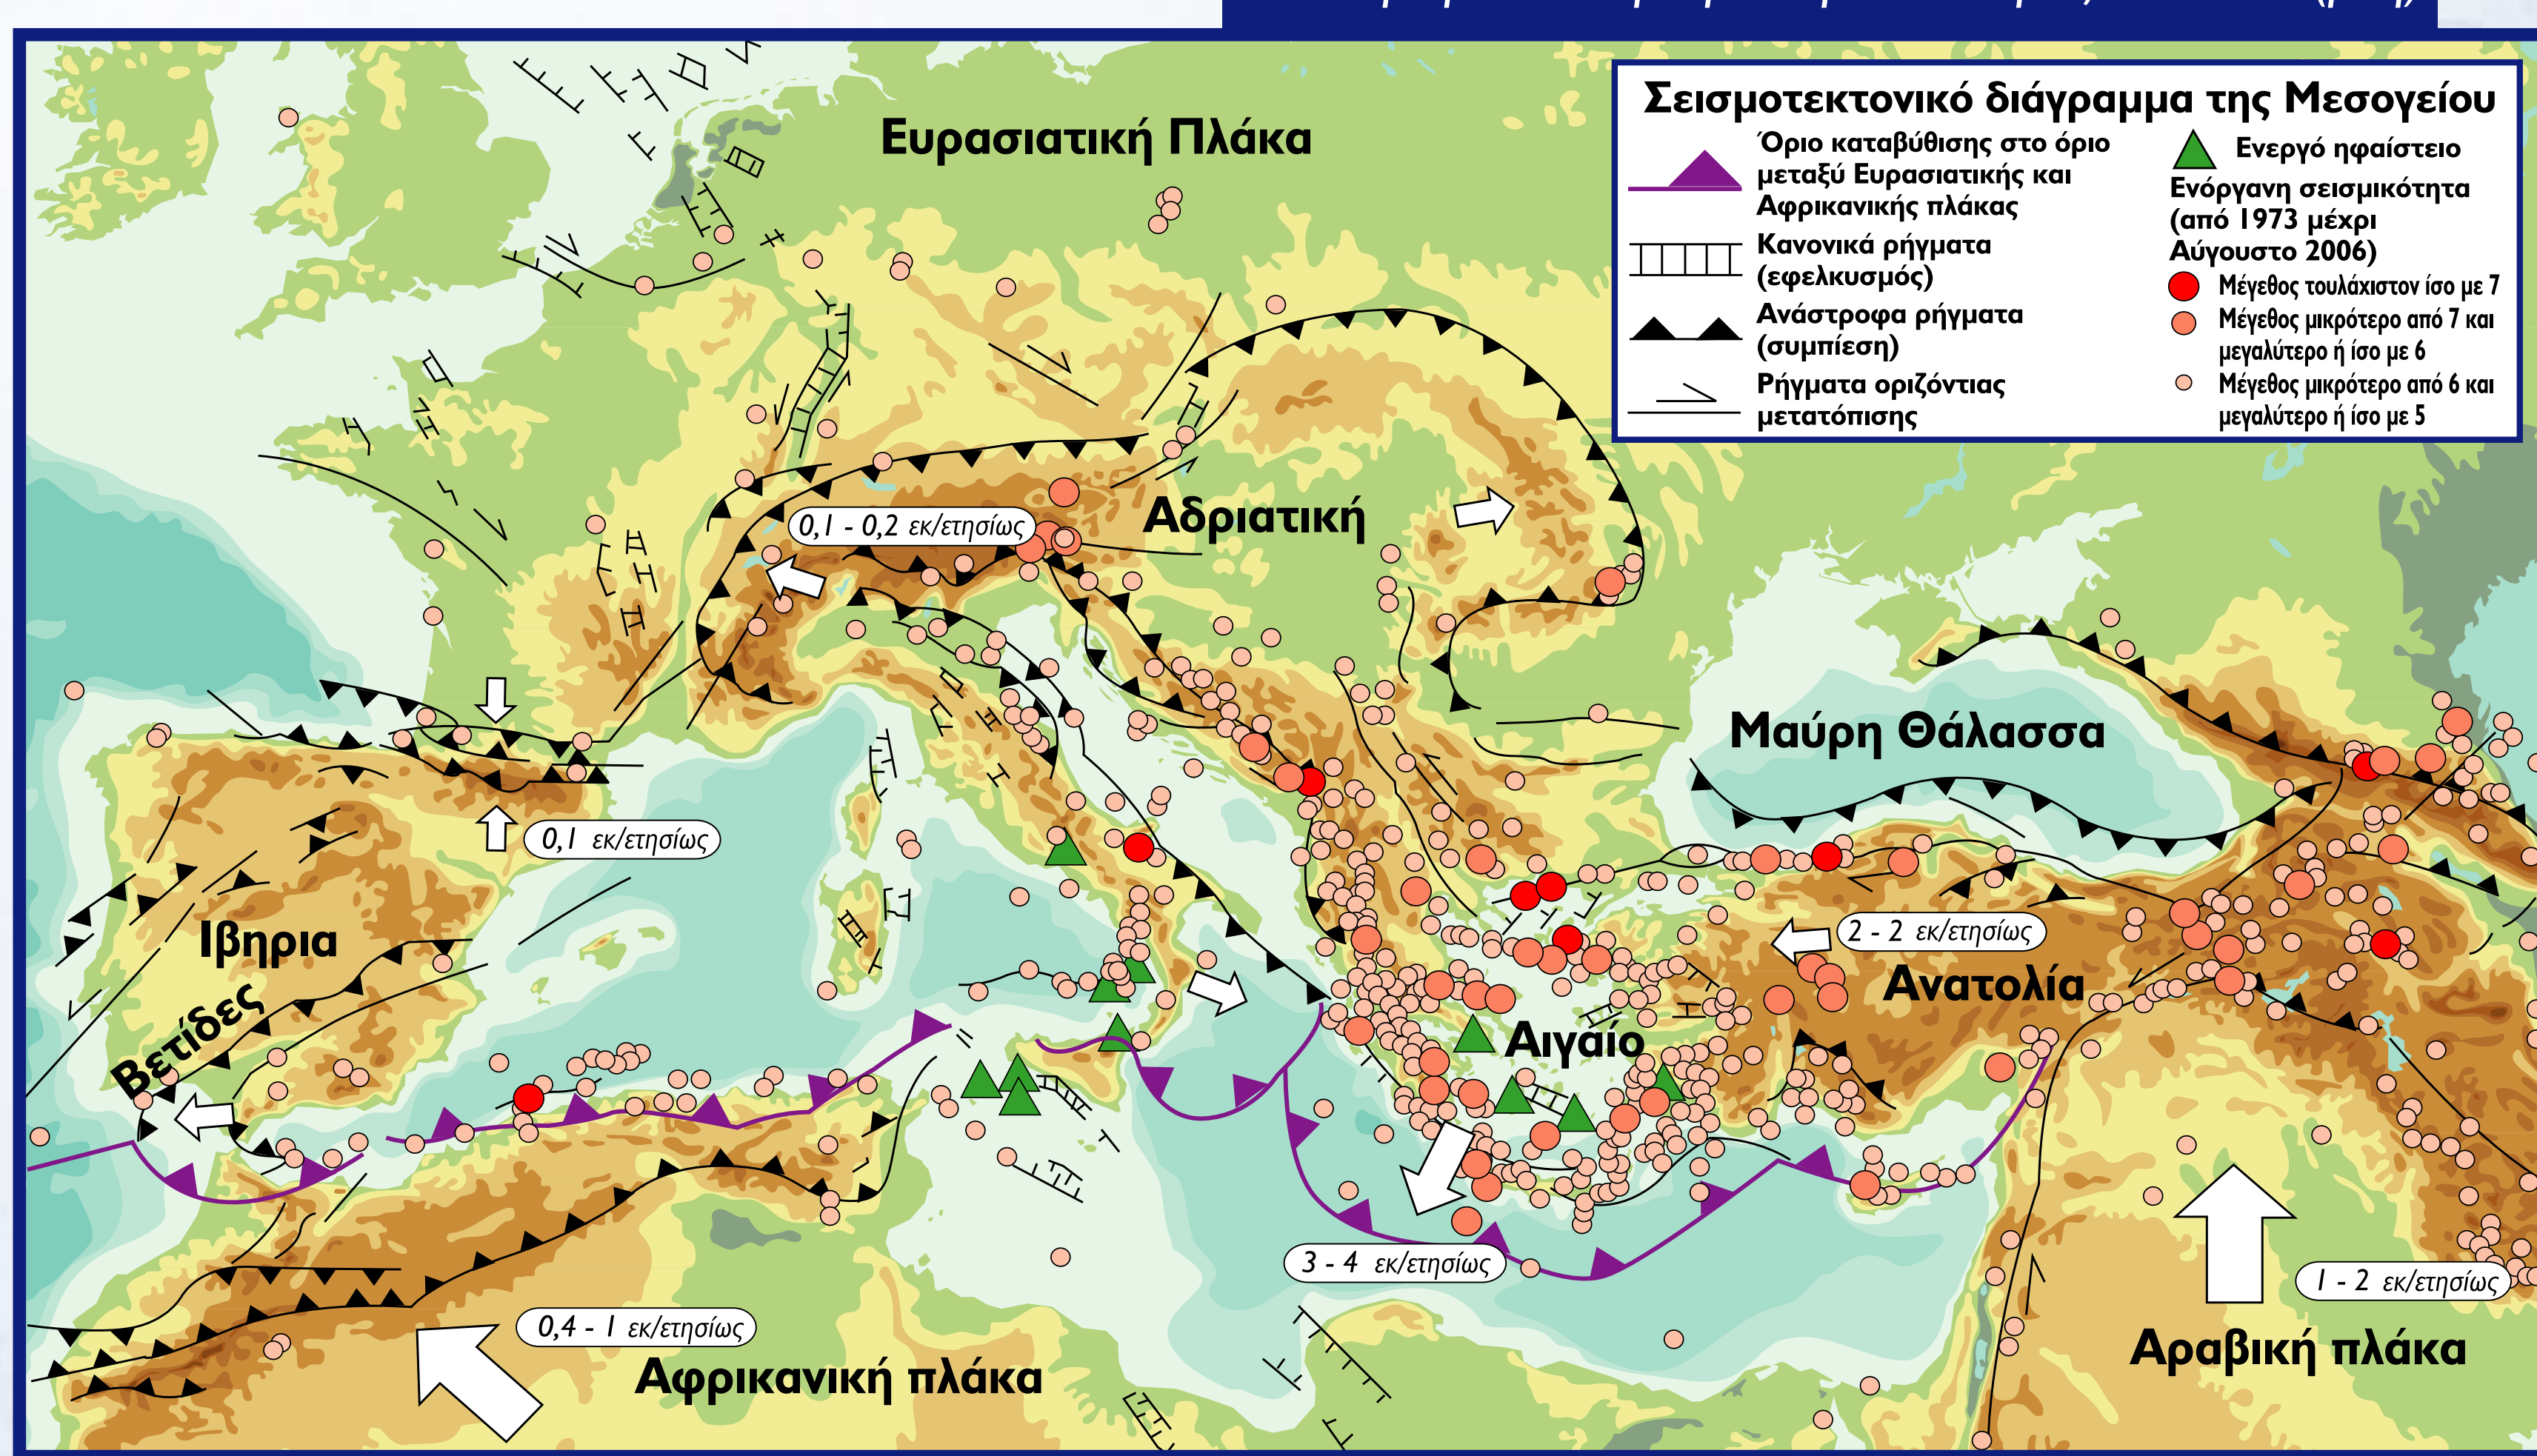 Σεισμοτεκτονικό διάγραμμα της Μεσογείου
Όριο καταβύθισης στο όριο
μεταξύ Ευρασιατικής και
Αφρικανικής πλάκας
Κανονικά ρήγματα
(εφελκυσμός)
Ανάστροφα ρήγματα
(συμπίεση)
Ρήγματα οριζόντιας
μετατόπισης
Ενεργό ηφαίστειο
Ενόργανη σεισμικότητα
(από 1973 μέχρι
Αύγουστο 2006)
Μέγεθος τουλάχιστον ίσο με 7
Μέγεθος μικρότερο από 7 και
μεγαλύτερο ή ίσο με 6
Μέγεθος μικρότερο από 6 και
μεγαλύτερο ή ίσο με 5
Ευρασιατική Πλάκα
Αδριατική
0,1 - 0,2 εκ/ετησίως
Μαύρη Θάλασσα
0,1 εκ/ετησίως
Ιβηρια
2 - 2 εκ/ετησίως
Ανατολία
Βετίδες
Αιγαίο
3 - 4 εκ/ετησίως
1 - 2 εκ/ετησίως
0,4 - 1 εκ/ετησίως
Αραβική πλάκα
Αφρικανική πλάκα